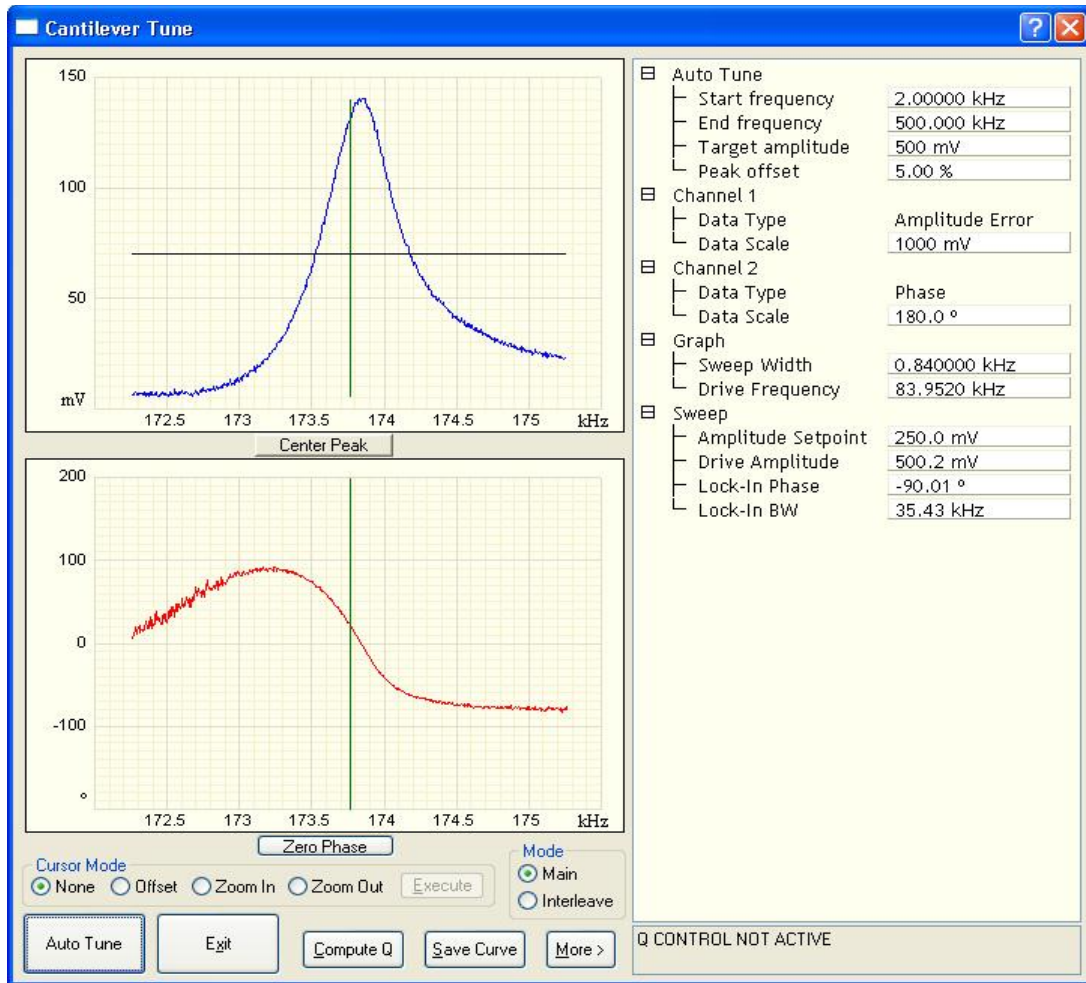 Cantilever Tune
150
100
50
mV
172.5 173 173.5 174 174.5 175 kHz
Center Peak
200
100
0
-100
°
172.5 173 173.5 174 174.5 175 kHz
Zero Phase
Cursor Mode
None Offset Zoom In Zoom Out Execute
Mode
Main
Interleave
Auto Tune Exit Compute Q Save Curve More >
Auto Tune
Start frequency 2.00000 kHz
End frequency 500.000 kHz
Target amplitude 500 mV
Peak offset 5.00 %
Channel 1
Data Type Amplitude Error
Data Scale 1000 mV
Channel 2
Data Type Phase
Data Scale 180.0 º
Graph
Sweep Width 0.840000 kHz
Drive Frequency 83.9520 kHz
Sweep
Amplitude Setpoint 250.0 mV
Drive Amplitude 500.2 mV
Lock-In Phase -90.01 º
Lock-In BW 35.43 kHz
Q CONTROL NOT ACTIVE